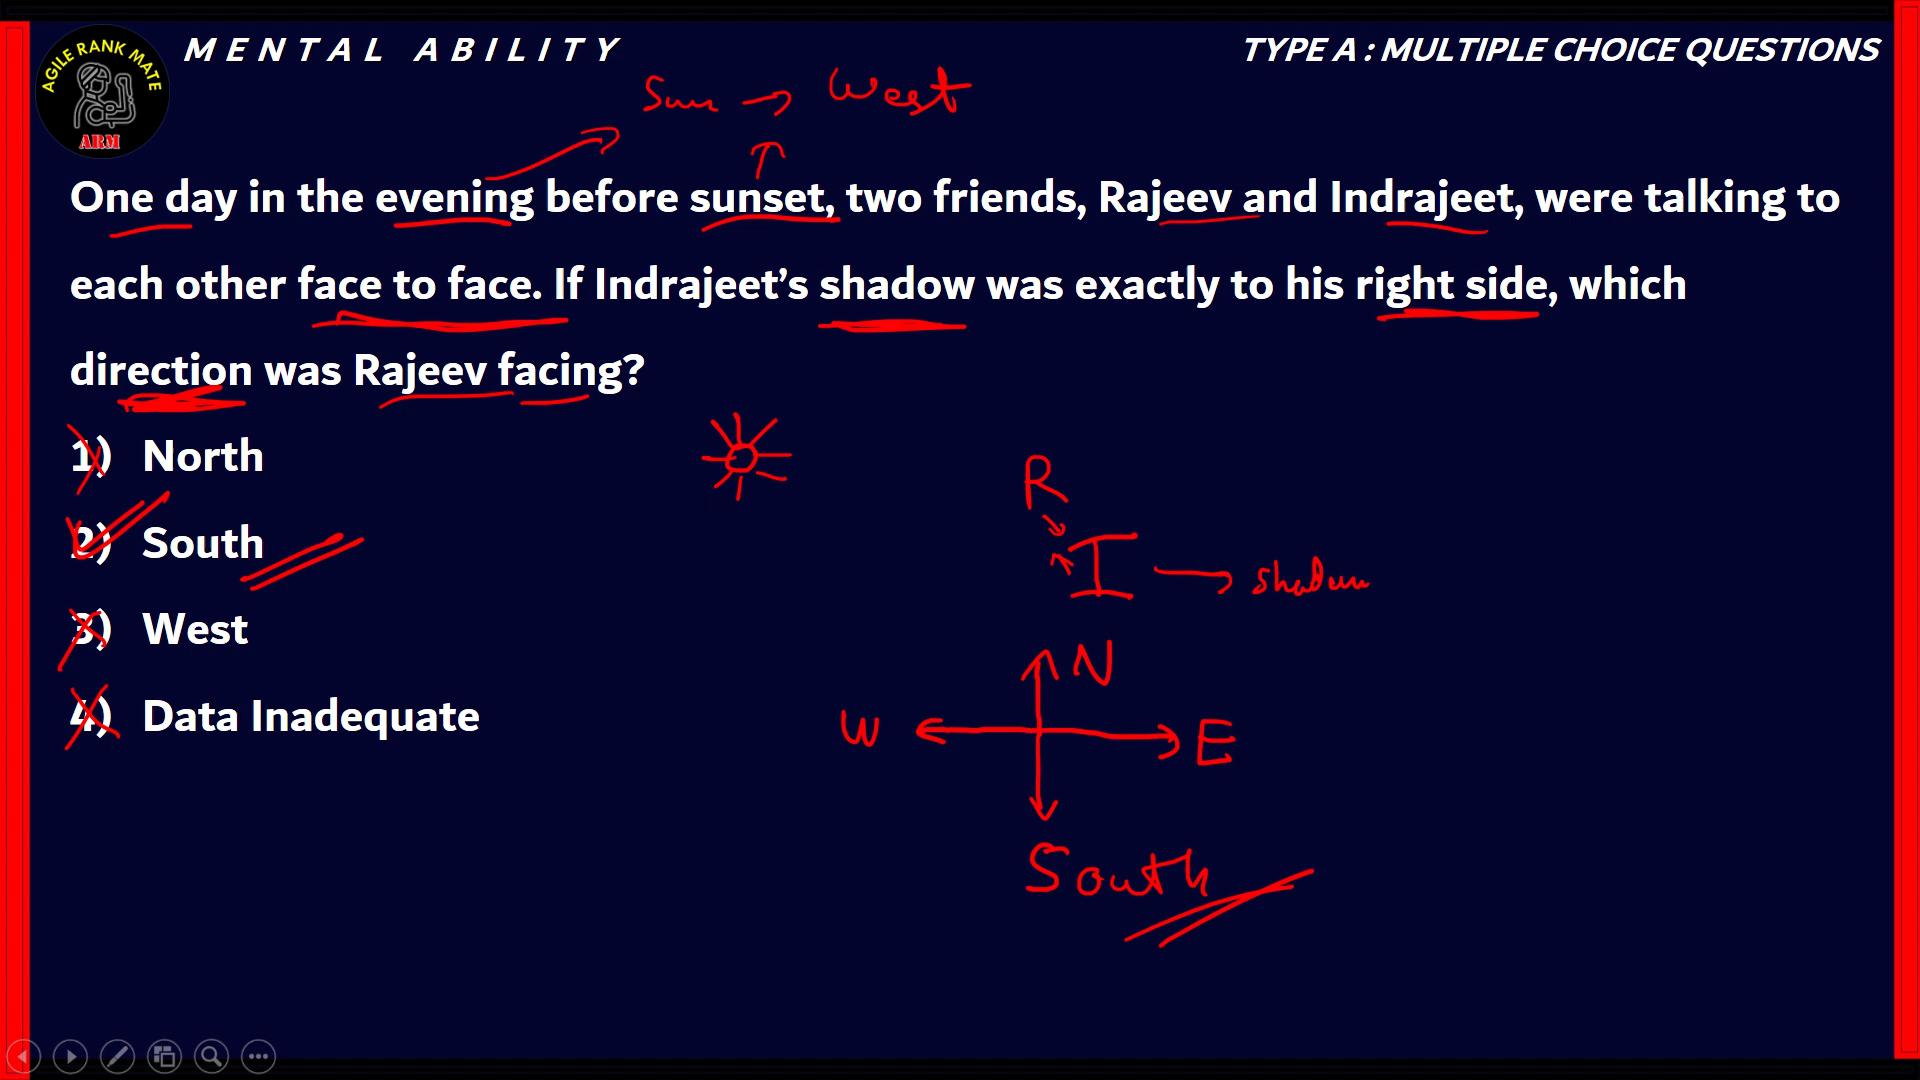 AGILE RANK MATE
ARM
MENTAL ABILITY
TYPE A : MULTIPLE CHOICE QUESTIONS
Sun → West
One day in the evening before sunset, two friends, Rajeev and Indrajeet, were talking to
each other face to face. If Indrajeet’s shadow was exactly to his right side, which
direction was Rajeev facing?
1) North
2) South
3) West
4) Data Inadequate
R
I → Shadow
N
W E
South